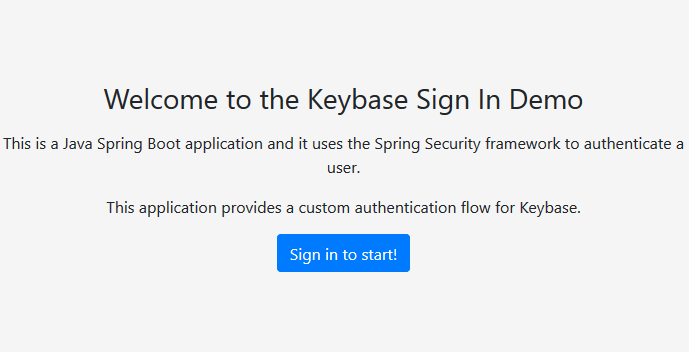 Welcome to the Keybase Sign In Demo
This is a Java Spring Boot application and it uses the Spring Security framework to authenticate a
user.
This application provides a custom authentication flow for Keybase.
Sign in to start!